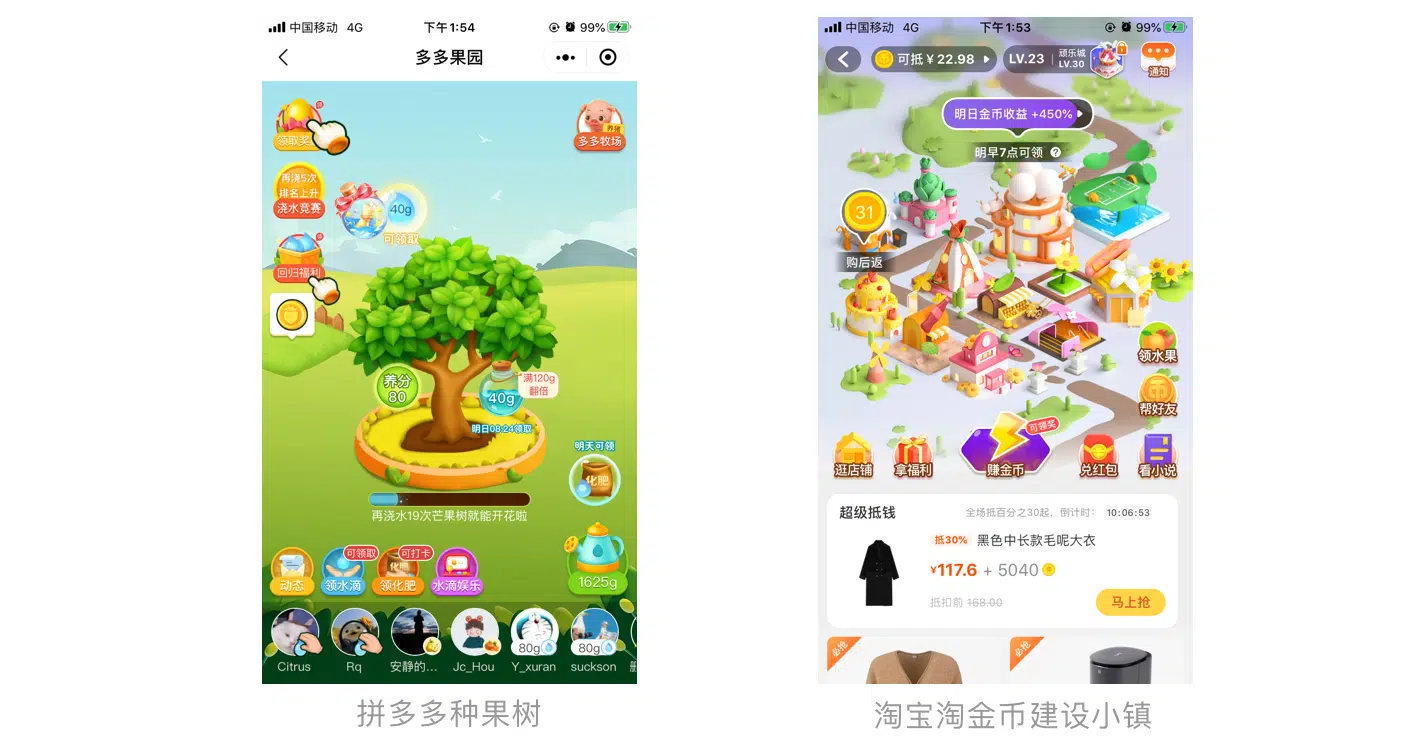 中国移动 4G 下午1:54 99%
多多果园
领取奖
养猪
多多牧场
再浇5次
排名上升
浇水竞赛
40g
可领取
回归福利
养分
80
40g
满120g
翻倍
明日08:24领取
明天可领
化肥
再浇水19次芒果树就能开花啦
可领取
可打卡
化肥
动态
领水滴
领化肥
水滴娱乐
1625g
80g
80g
Citrus
Rq
安静的...
Jc_Hou
Y_xuran
suckson
拼多多种果树
中国移动 4G 下午1:53 99%
可抵 ¥ 22.98
LV.23
顽乐城
LV.30
通知
明日金币收益 +450%
明早7点可领 ?
31
购后返
领水果
帮好友
可领奖
逛店铺
拿福利
赚金币
兑红包
看小说
超级抵钱
全场抵百分之30起，倒计时： 10:06:53
抵30% 黑色中长款毛呢大衣
¥117.6 + 5040
抵扣前 168.00
马上抢
必抢
必抢
淘宝淘金币建设小镇